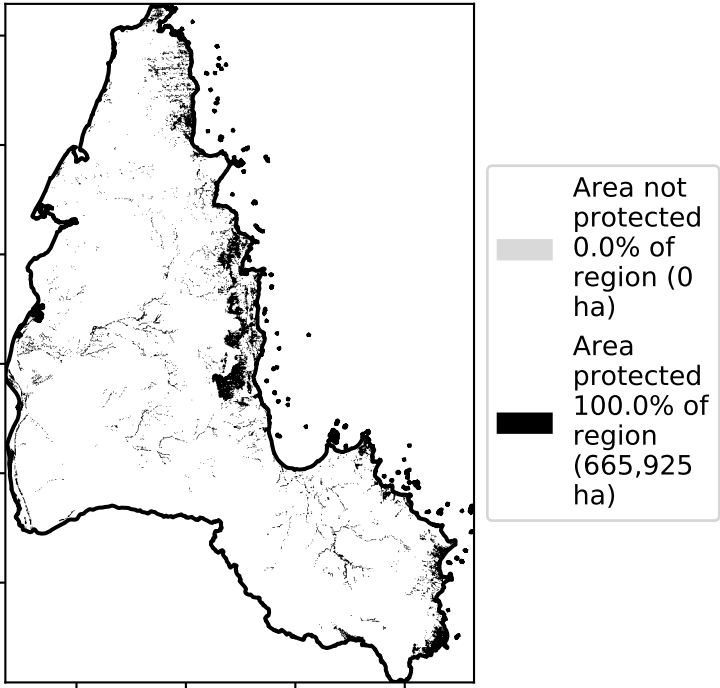 Area not
protected
0.0% of
region (0
ha)
Area
protected
100.0% of
region
(665,925
ha)